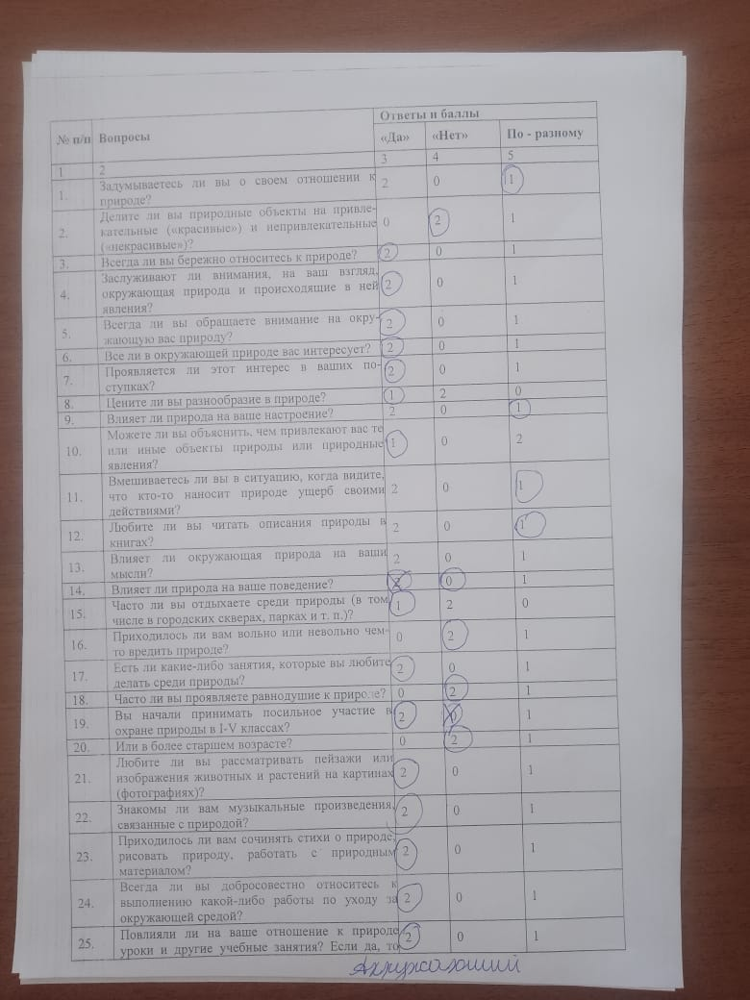 Ответы и баллы
№ п/п Вопросы «Да» «Нет» По - разному
1 2 3 4 5
1. Задумываетесь ли вы о своем отношении к 2 0 1
природе?
2. Делите ли вы природные объекты на привле- 0 2 1
кательные («красивые») и непривлекательные
(«некрасивые»)?
3. Всегда ли вы бережно относитесь к природе? 2 0 1
4. Заслуживают ли внимания, на ваш взгляд, 2 0 1
окружающая природа и происходящие в ней
явления?
5. Всегда ли вы обращаете внимание на окру- 2 0 1
жающую вас природу?
6. Все ли в окружающей природе вас интересует? 2 0 1
7. Проявляется ли этот интерес в ваших по- 2 0 1
ступках?
8. Цените ли вы разнообразие в природе? 1 2 0
9. Влияет ли природа на ваше настроение? 2 0 1
10. Можете ли вы объяснить, чем привлекают вас те 1 0 2
или иные объекты природы или природные
явления?
11. Вмешиваетесь ли вы в ситуацию, когда видите, 2 0 1
что кто-то наносит природе ущерб своими
действиями?
12. Любите ли вы читать описания природы в 2 0 1
книгах?
13. Влияет ли окружающая природа на ваши 2 0 1
мысли?
14. Влияет ли природа на ваше поведение? 2 0 1
15. Часто ли вы отдыхаете среди природы (в том 1 2 0
числе в городских скверах, парках и т. п.)?
16. Приходилось ли вам вольно или невольно чем- 0 2 1
то вредить природе?
17. Есть ли какие-либо занятия, которые вы любите 2 0 1
делать среди природы?
18. Часто ли вы проявляете равнодушие к природе? 0 2 1
19. Вы начали принимать посильное участие в 2 0 1
охране природы в I-V классах?
20. Или в более старшем возрасте? 0 2 1
21. Любите ли вы рассматривать пейзажи или 2 0 1
изображения животных и растений на картинах
(фотографиях)?
22. Знакомы ли вам музыкальные произведения, 2 0 1
связанные с природой?
23. Приходилось ли вам сочинять стихи о природе, 2 0 1
рисовать природу, работать с природным
материалом?
24. Всегда ли вы добросовестно относитесь к 2 0 1
выполнению какой-либо работы по уходу за
окружающей средой?
25. Повлияли ли на ваше отношение к природе 2 0 1
уроки и другие учебные занятия? Если да, то